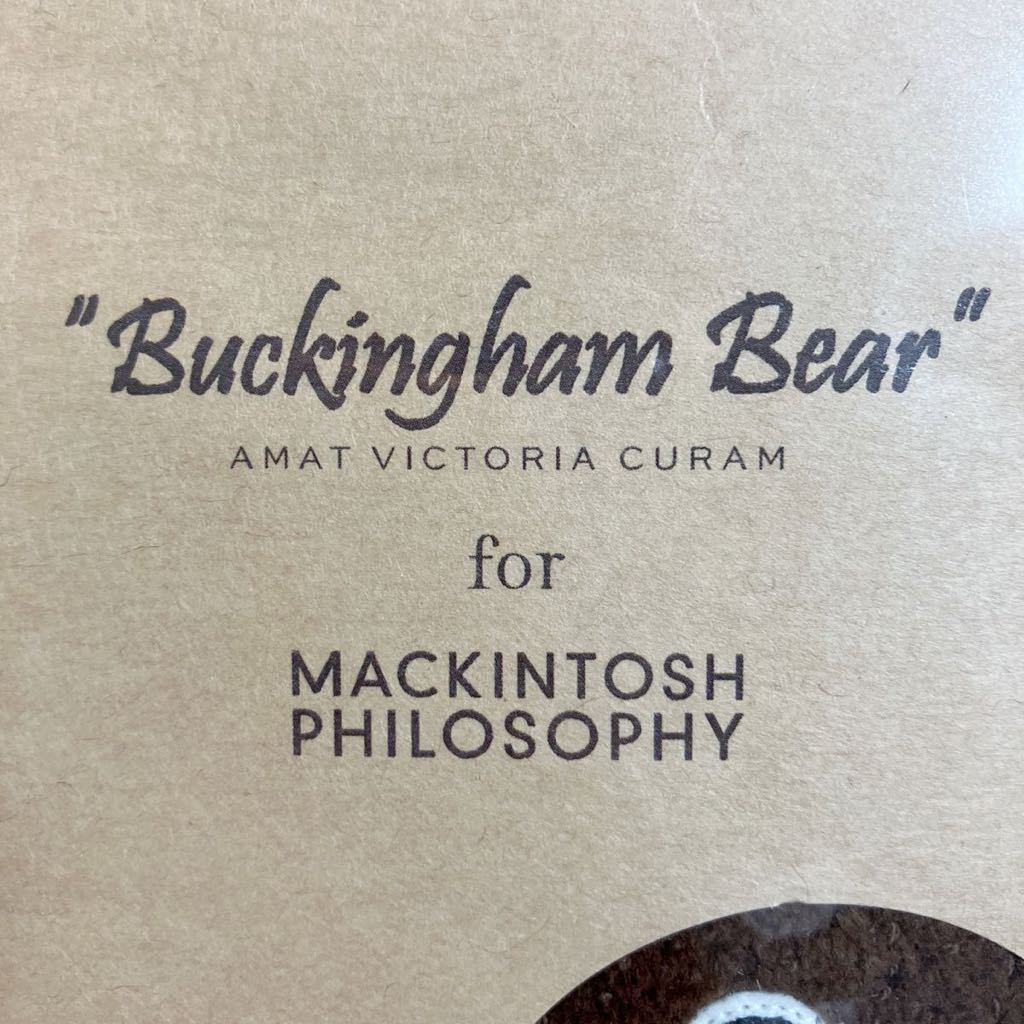 "Buckingham Bear"
AMAT VICTORIA CURAM
for
MACKINTOSH
PHILOSOPHY